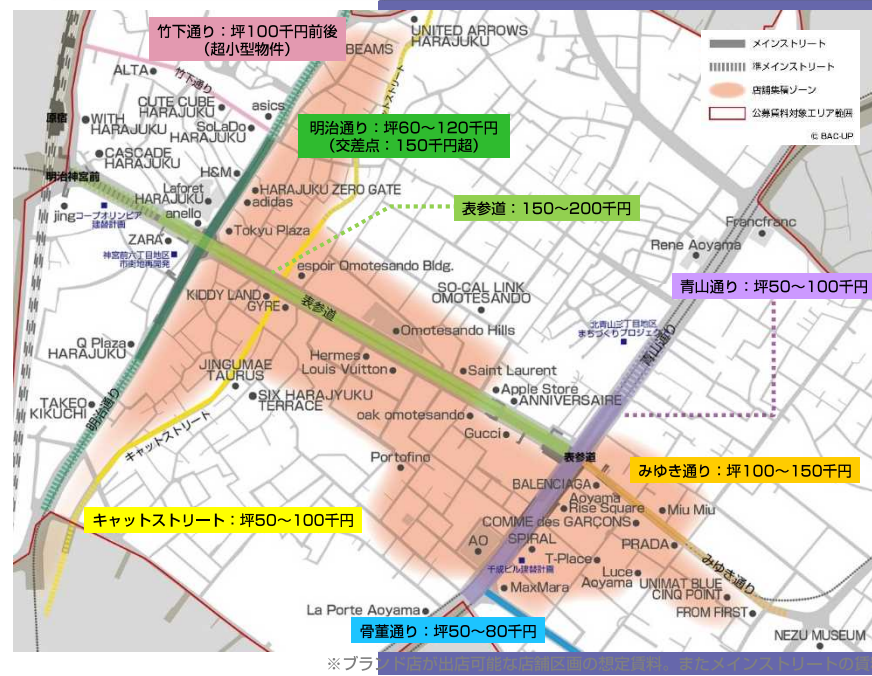 竹下通り：坪100千円前後
（超小型物件）
BEAMS
UNITED ARROWS
HARAJUKU
メインストリート
準メインストリート
店舗集積ゾーン
公募賃料対象エリア範囲
© BAC-UP
ALTA
竹下通り
CUTE CUBE
HARAJUKU
asics
原宿
WITH
HARAJUKU
SoLaDo
HARAJUKU
明治通り：坪60～120千円
（交差点：150千円超）
CASCADE
HARAJUKU
H&M
明治神宮前
Laforet
HARAJUKU
HARAJUKU ZERO GATE
adidas
表参道：150～200千円
jing
コープオリンピア
建替計画
anello
Tokyu Plaza
Francfranc
ZARA
Rene Aoyama
神宮前六丁目地区
市街地再開発
espoir Omotesando Bldg.
青山通り：坪50～100千円
KIDDY LAND
GYRE
表参道
SO-CAL LINK
OMOTESANDO
Omotesando Hills
北青山三丁目地区
まちづくりプロジェクト
青山通り
Q Plaza
HARAJUKU
Hermes
Louis Vuitton
JINGUMAE
TAURUS
Saint Laurent
Apple Store
ANNIVERSAIRE
TAKEO
KIKUCHI
明治通り
SIX HARAJYUKU
TERRACE
oak omotesando
キャットストリート
Gucci
Portofino
表参道
みゆき通り：坪100～150千円
BALENCIAGA
Aoyama
Rise Square
Miu Miu
キャットストリート：坪50～100千円
COMME des GARÇONS
AO
SPIRAL
PRADA
T-Place
みゆき通り
千成ビル建替計画
Luce
Aoyama
UNIMAT BLUE
CINQ POINT
MaxMara
La Porte Aoyama
FROM FIRST
骨董通り：坪50～80千円
NEZU MUSEUM
※ブランド店が出店可能な店舗区画の想定賃料。またメインストリートの賃